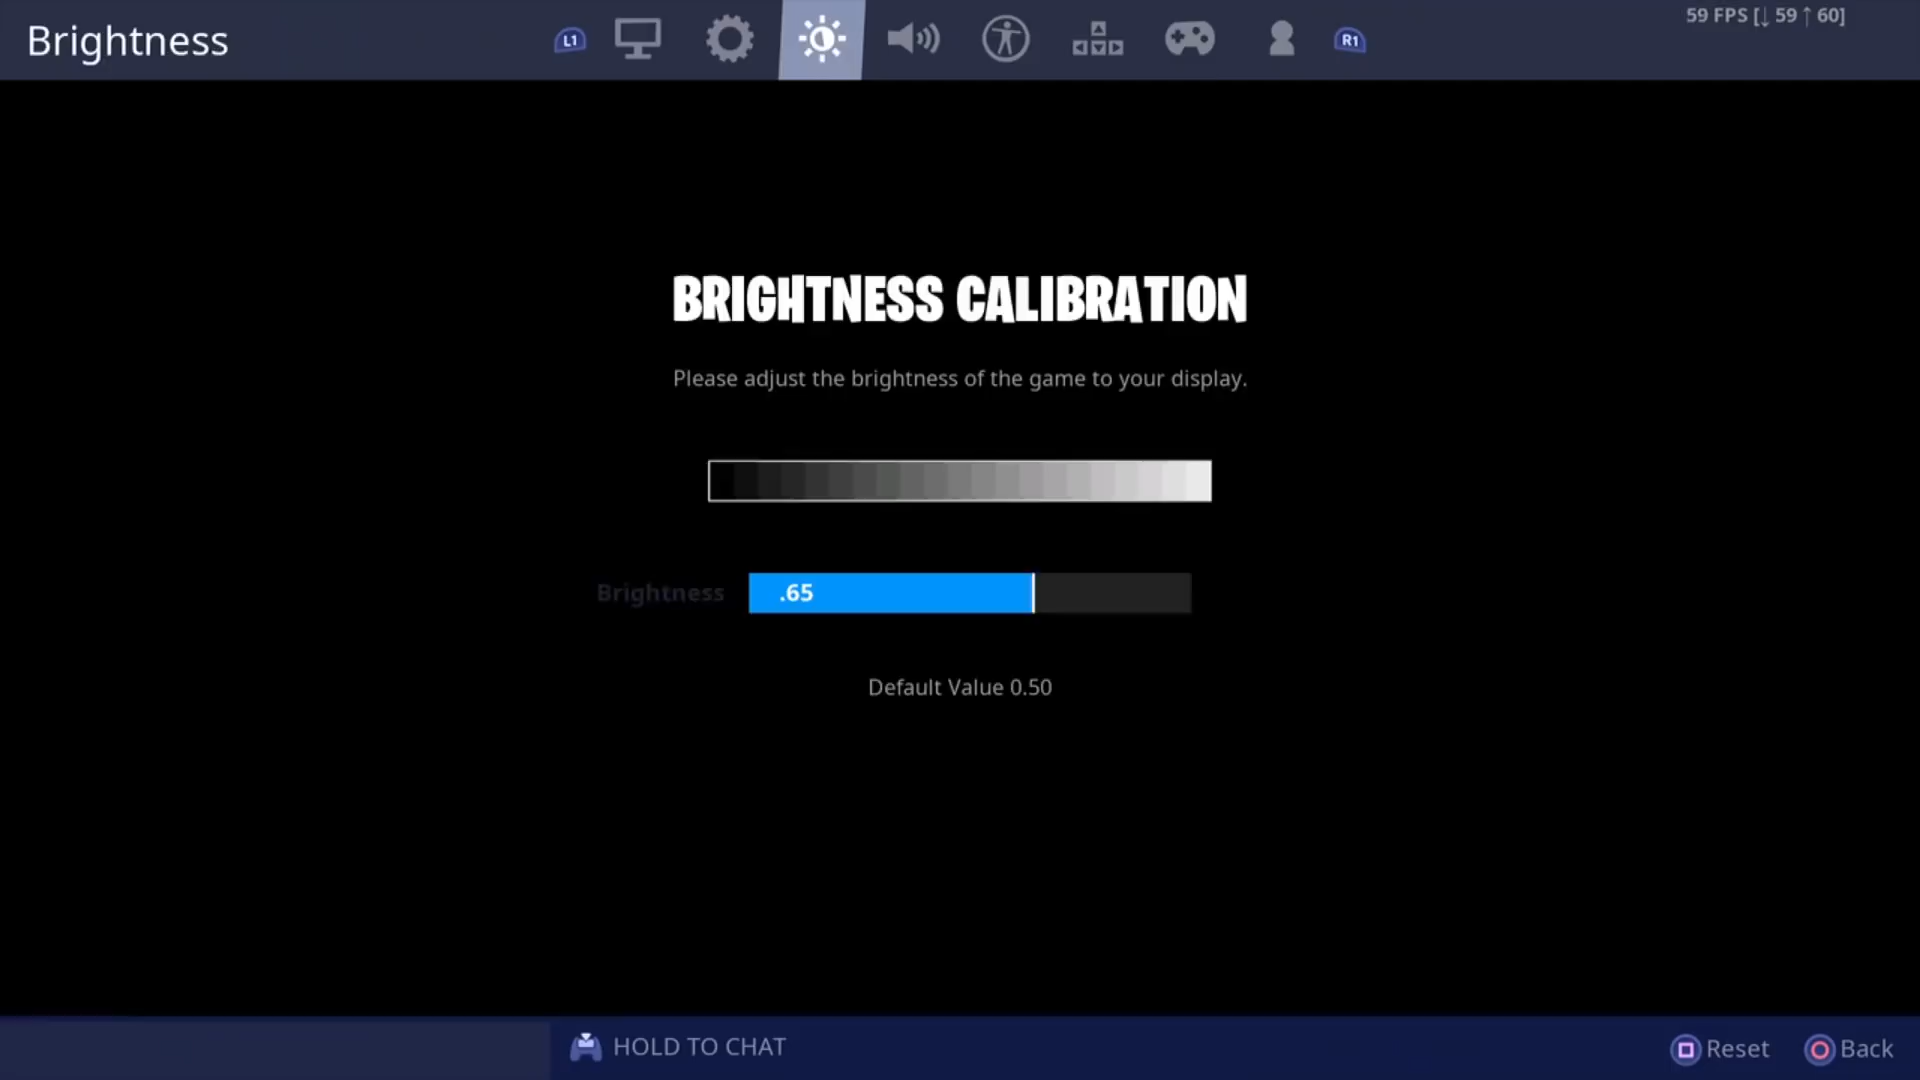 Brightness
L1
R1
59 FPS [↓ 59 ↑ 60]
BRIGHTNESS CALIBRATION
Please adjust the brightness of the game to your display.
Brightness
.65
Default Value 0.50
HOLD TO CHAT
Reset
Back